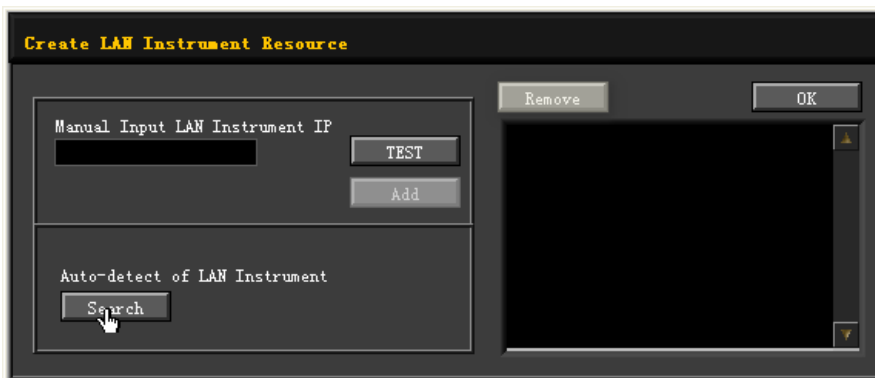 Create LAN Instrument Resource
Remove
OK
Manual Input LAN Instrument IP
TEST
Add
Auto-detect of LAN Instrument
Search